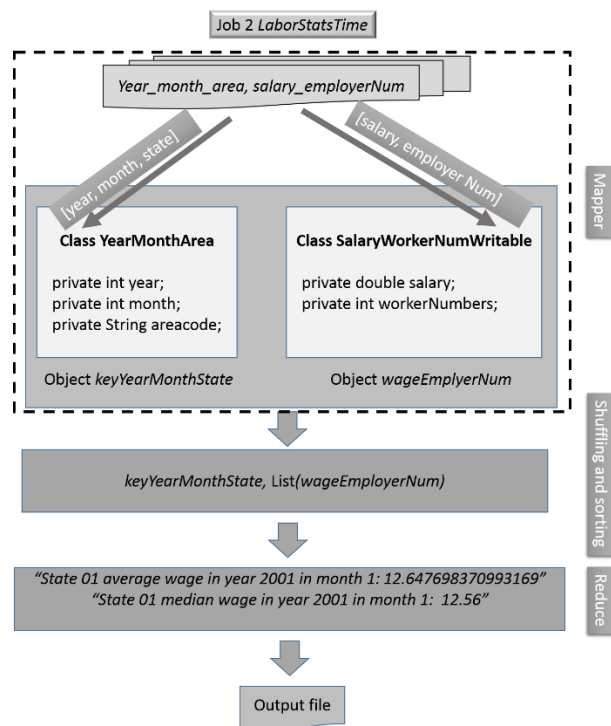 Job 2 LaborStatsTime
Year_month_area, salary_employerNum
[year, month, state]
[salary, employer Num]
Mapper
Class YearMonthArea
private int year;
private int month;
private String areacode;
Object keyYearMonthState
Class SalaryWorkerNumWritable
private double salary;
private int workerNumbers;
Object wageEmplyerNum
Shuffling and sorting
keyYearMonthState, List(wageEmployerNum)
Reduce
“State 01 average wage in year 2001 in month 1: 12.647698370993169”
“State 01 median wage in year 2001 in month 1: 12.56”
Output file